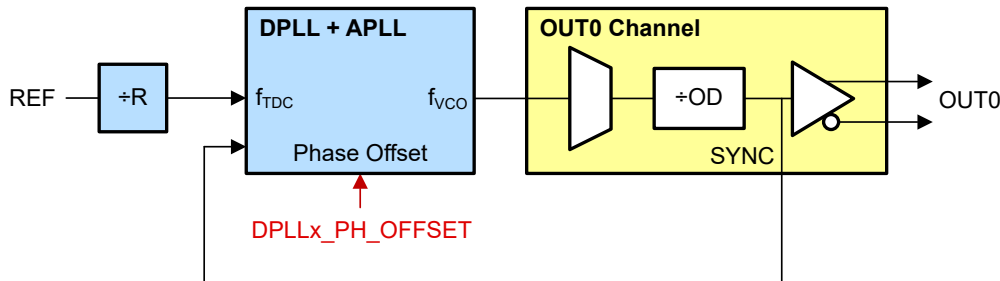 DPLL + APLL
OUT0 Channel
REF
÷R
fTDC
fVCO
÷OD
OUT0
Phase Offset
SYNC
DPLLx_PH_OFFSET